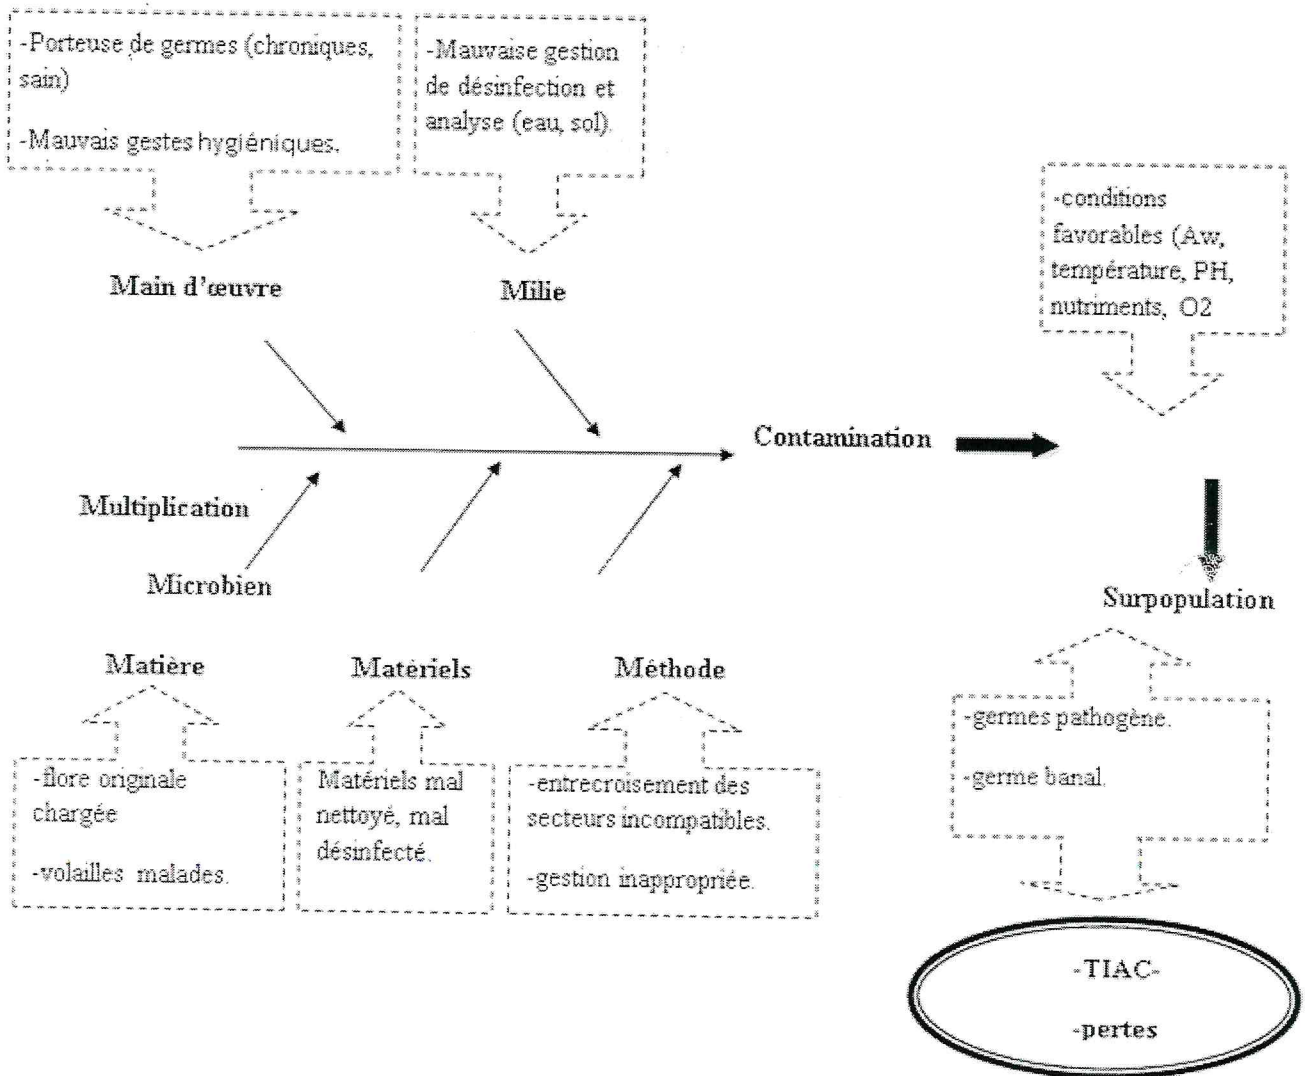 -Porteuse de germes (chroniques,
sain)
-Mauvais gestes hygiéniques.
-Mauvaise gestion
de désinfection et
analyse (eau, sol).
-conditions
favorables (Aw,
température, PH,
nutriments, O2
Main d'œuvre
Milie
Contamination
Multiplication
Microbien
Surpopulation
Matière
Matériels
Méthode
-flore originale
chargée
-volailles malades.
Matériels mal
nettoyé, mal
désinfecté.
-entrecroisement des
secteurs incompatibles.
-gestion inappropriée.
-germes pathogène.
-germe banal.
-TIAC-
-pertes